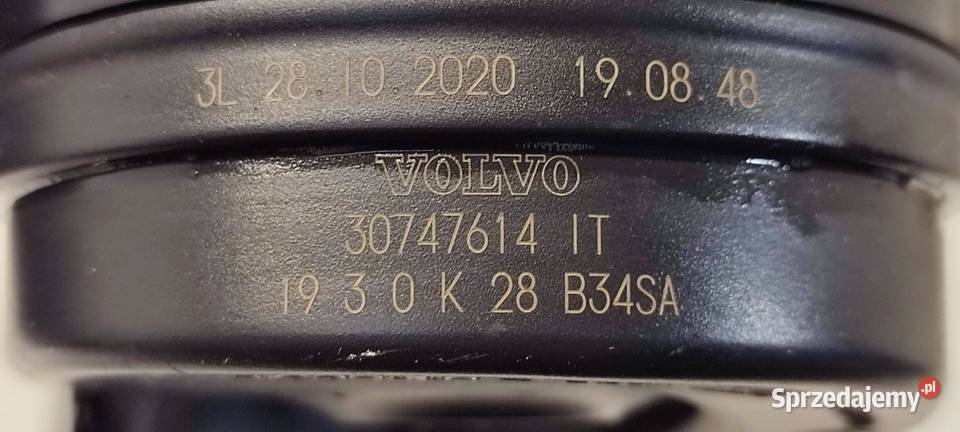 3L 28.10.2020 19.08.48
VOLVO
30747614 IT
19 3 0 K 28 B34SA
Sprzedajemy.pl